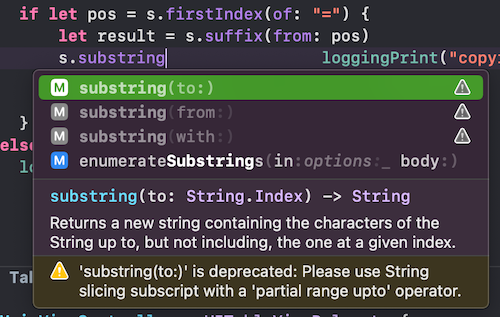 if let pos = s.firstIndex(of: "=") {
let result = s.suffix(from: pos)
s.substring loggingPrint("copyi
M substring(to:)
M substring(from:)
M substring(with:)
} M enumerateSubstrings(in:options:_ body:)
else
lo
substring(to: String.Index) -> String
Returns a new string containing the characters of the
String up to, but not including, the one at a given index.
'substring(to:)' is deprecated: Please use String
Tab
slicing subscript with a 'partial range upto' operator.